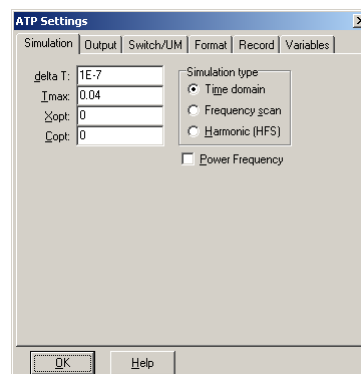 ATP Settings
Simulation Output Switch/UM Format Record Variables
delta T: 1E-7
Tmax: 0.04
Xopt: 0
Copt: 0
Simulation type
Time domain
Frequency scan
Harmonic (HFS)
Power Frequency
OK Help